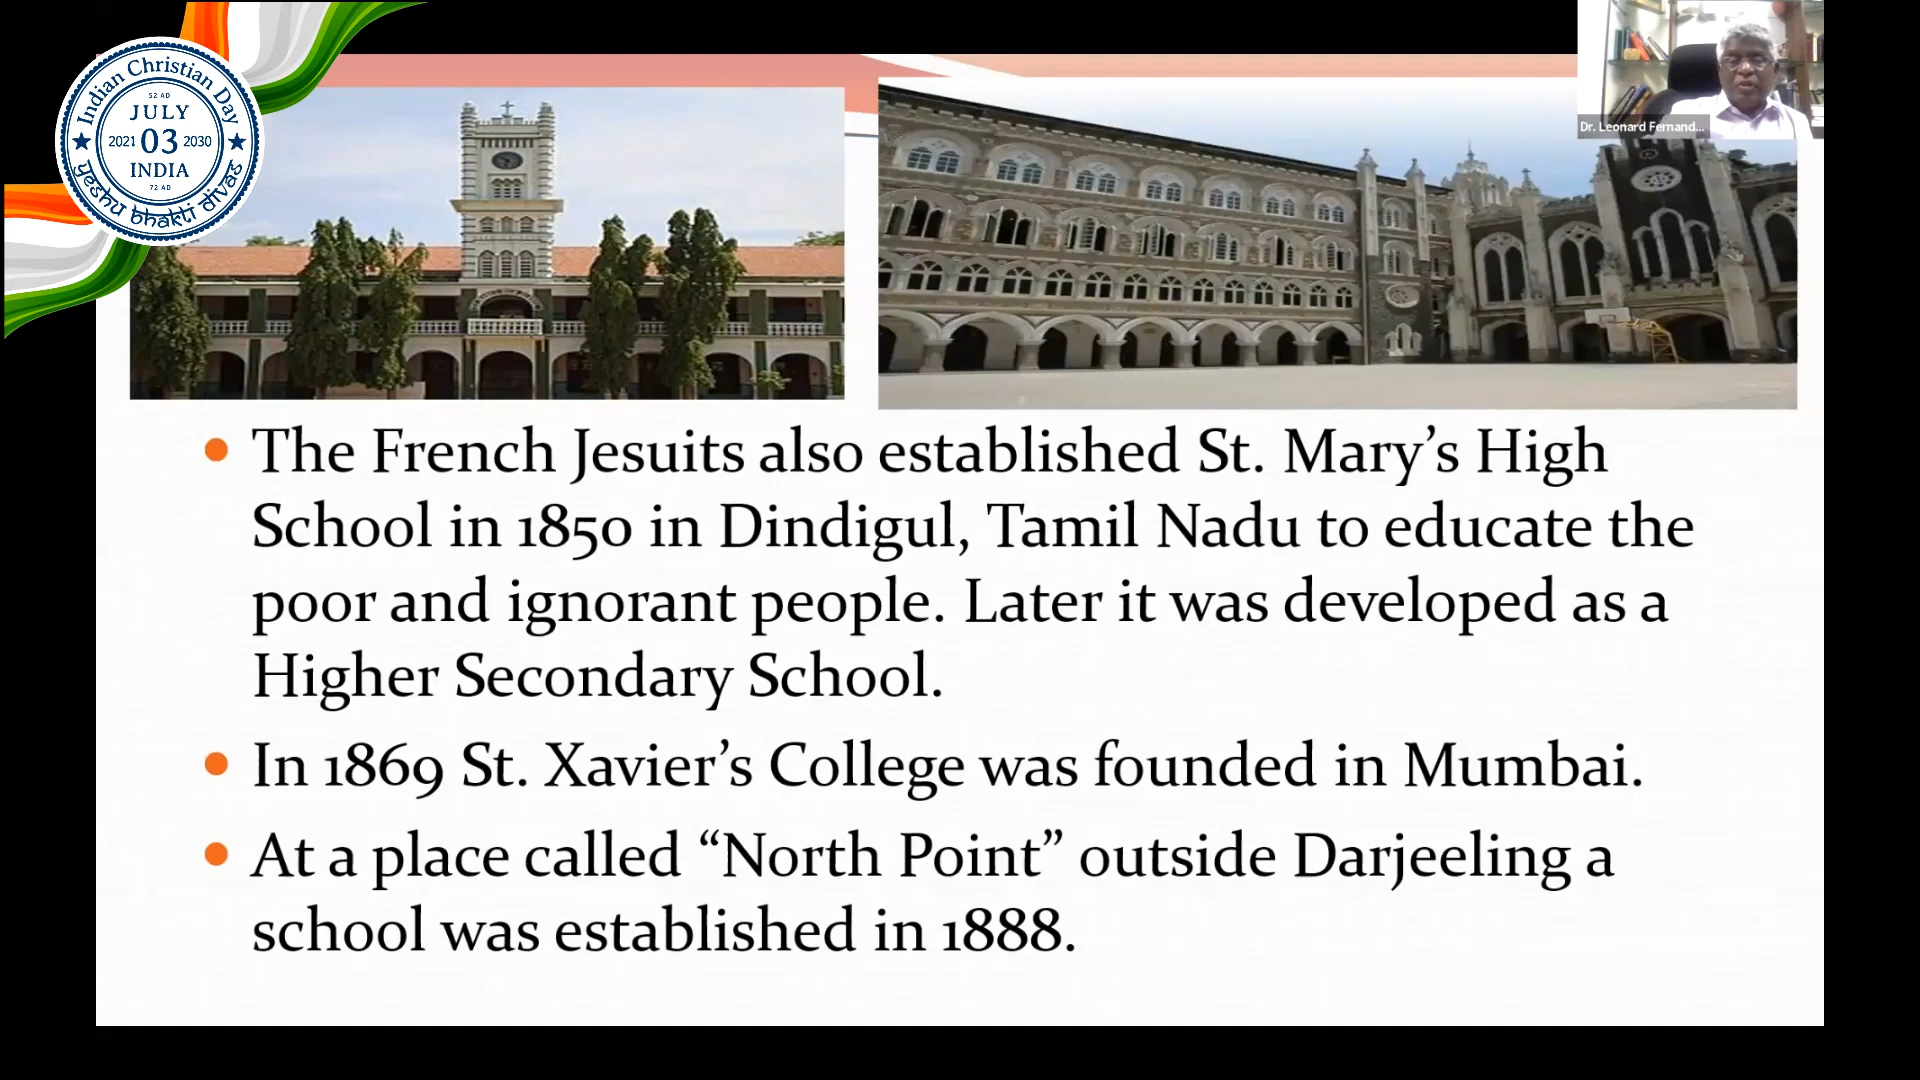 Indian Christian Day
52 AD
JULY
2021 03 2030
INDIA
72 AD
yeshu bhakti divas
Dr. Leonard Fernand...
• The French Jesuits also established St. Mary’s High
School in 1850 in Dindigul, Tamil Nadu to educate the
poor and ignorant people. Later it was developed as a
Higher Secondary School.
• In 1869 St. Xavier’s College was founded in Mumbai.
• At a place called “North Point” outside Darjeeling a
school was established in 1888.